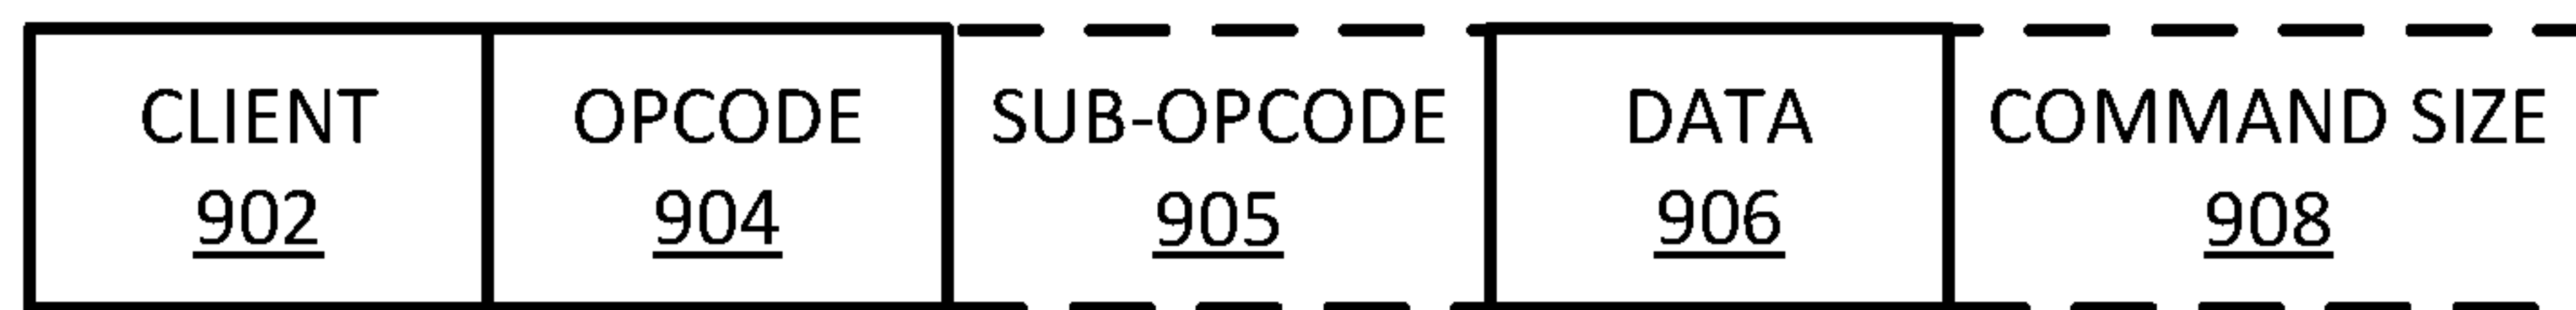 CLIENT OPCODE SUB-OPCODE DATA COMMAND SIZE
902 904 905 906 908